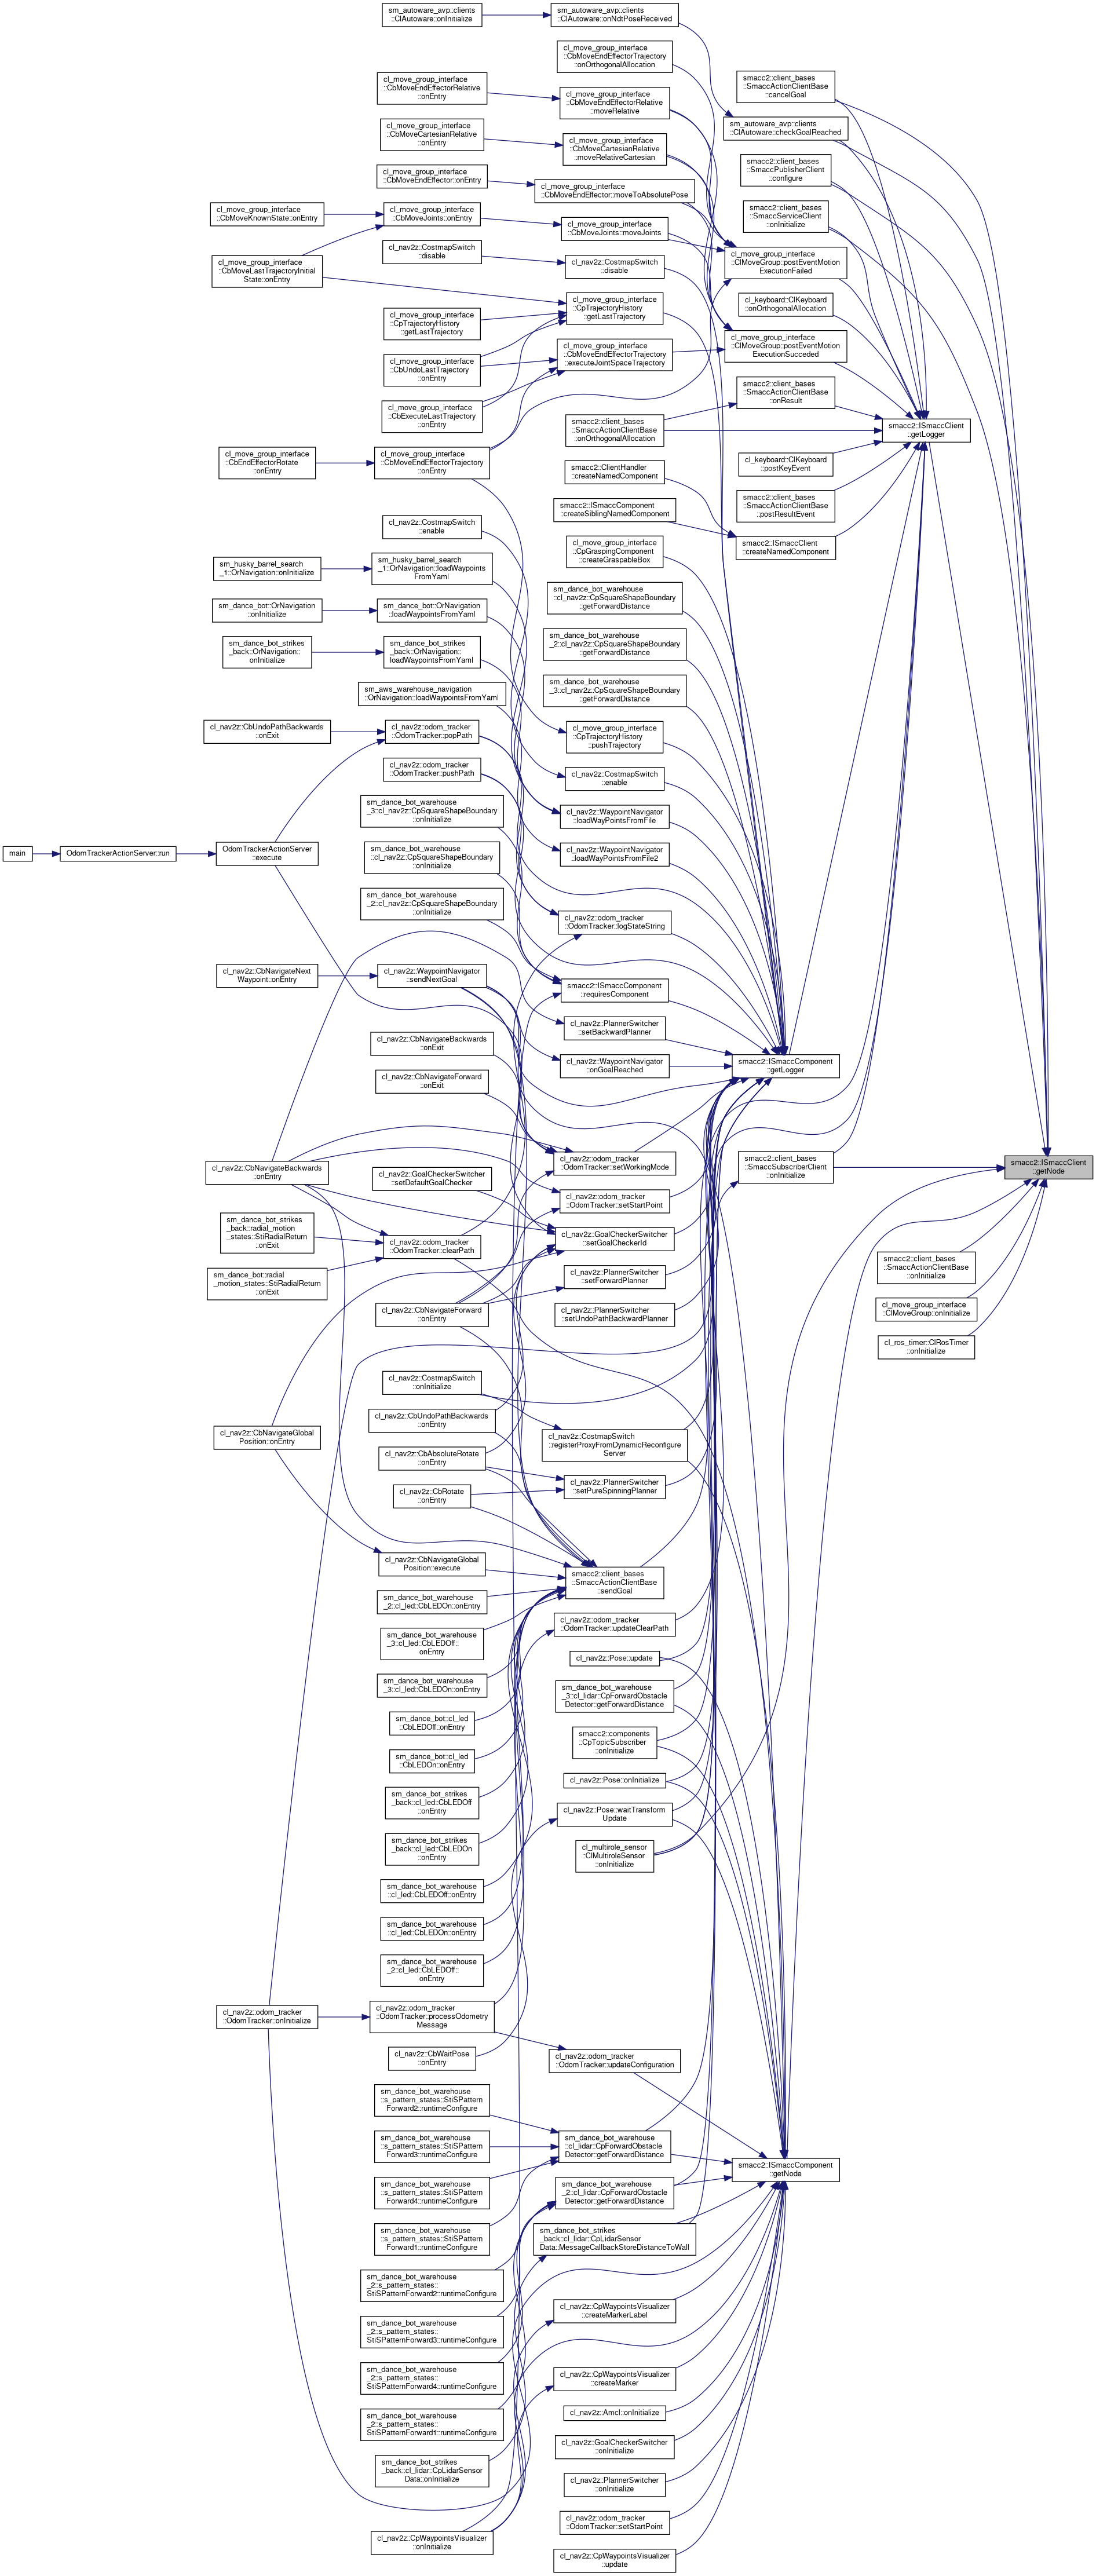 sm_autoware_avp::clients
::ClAutoware::onInitialize
sm_autoware_avp::clients
::ClAutoware::onNdtPoseReceived
cl_move_group_interface
::CbMoveEndEffectorTrajectory
::onOrthogonalAllocation
cl_move_group_interface
::CbMoveEndEffectorRelative
::onEntry
cl_move_group_interface
::CbMoveEndEffectorRelative
::moveRelative
smacc2::client_bases
::SmaccActionClientBase
::cancelGoal
sm_autoware_avp::clients
::ClAutoware::checkGoalReached
cl_move_group_interface
::CbMoveCartesianRelative
::onEntry
cl_move_group_interface
::CbMoveCartesianRelative
::moveRelativeCartesian
smacc2::client_bases
::SmaccPublisherClient
::configure
cl_move_group_interface
::CbMoveEndEffector::onEntry
cl_move_group_interface
::CbMoveEndEffector::moveToAbsolutePose
smacc2::client_bases
::SmaccServiceClient
::onInitialize
cl_move_group_interface
::CbMoveKnownState::onEntry
cl_move_group_interface
::CbMoveJoints::onEntry
cl_move_group_interface
::CbMoveJoints::moveJoints
cl_move_group_interface
::CbMoveLastTrajectoryInitial
State::onEntry
cl_nav2z::CostmapSwitch
::disable
cl_nav2z::CostmapSwitch
::disable
cl_move_group_interface
::ClMoveGroup::postEventMotion
ExecutionFailed
cl_move_group_interface
::CpTrajectoryHistory
::getLastTrajectory
cl_move_group_interface
::CpTrajectoryHistory
::getLastTrajectory
cl_keyboard::ClKeyboard
::onOrthogonalAllocation
cl_move_group_interface
::CbUndoLastTrajectory
::onEntry
cl_move_group_interface
::CbMoveEndEffectorTrajectory
::executeJointSpaceTrajectory
cl_move_group_interface
::ClMoveGroup::postEventMotion
ExecutionSucceded
cl_move_group_interface
::CbExecuteLastTrajectory
::onEntry
smacc2::client_bases
::SmaccActionClientBase
::onOrthogonalAllocation
smacc2::client_bases
::SmaccActionClientBase
::onResult
smacc2::ISmaccClient
::getLogger
cl_move_group_interface
::CbEndEffectorRotate
::onEntry
cl_move_group_interface
::CbMoveEndEffectorTrajectory
::onEntry
smacc2::ClientHandler
::createNamedComponent
cl_keyboard::ClKeyboard
::postKeyEvent
smacc2::ISmaccComponent
::createSiblingNamedComponent
smacc2::client_bases
::SmaccActionClientBase
::postResultEvent
cl_nav2z::CostmapSwitch
::enable
cl_move_group_interface
::CpGraspingComponent
::createGraspableBox
smacc2::ISmaccClient
::createNamedComponent
sm_husky_barrel_search
_1::OrNavigation::onInitialize
sm_husky_barrel_search
_1::OrNavigation::loadWaypoints
FromYaml
sm_dance_bot_warehouse
::cl_nav2z::CpSquareShapeBoundary
::getForwardDistance
sm_dance_bot::OrNavigation
::onInitialize
sm_dance_bot::OrNavigation
::loadWaypointsFromYaml
sm_dance_bot_warehouse
_2::cl_nav2z::CpSquareShapeBoundary
::getForwardDistance
sm_dance_bot_strikes
_back::OrNavigation::
onInitialize
sm_dance_bot_strikes
_back::OrNavigation::
loadWaypointsFromYaml
sm_dance_bot_warehouse
_3::cl_nav2z::CpSquareShapeBoundary
::getForwardDistance
sm_aws_warehouse_navigation
::OrNavigation::loadWaypointsFromYaml
cl_nav2z::CbUndoPathBackwards
::onExit
cl_nav2z::odom_tracker
::OdomTracker::popPath
cl_move_group_interface
::CpTrajectoryHistory
::pushTrajectory
cl_nav2z::odom_tracker
::OdomTracker::pushPath
cl_nav2z::CostmapSwitch
::enable
sm_dance_bot_warehouse
_3::cl_nav2z::CpSquareShapeBoundary
::onInitialize
cl_nav2z::WaypointNavigator
::loadWayPointsFromFile
main
OdomTrackerActionServer::run
OdomTrackerActionServer
::execute
sm_dance_bot_warehouse
::cl_nav2z::CpSquareShapeBoundary
::onInitialize
cl_nav2z::WaypointNavigator
::loadWayPointsFromFile2
sm_dance_bot_warehouse
_2::cl_nav2z::CpSquareShapeBoundary
::onInitialize
cl_nav2z::odom_tracker
::OdomTracker::logStateString
cl_nav2z::CbNavigateNext
Waypoint::onEntry
cl_nav2z::WaypointNavigator
::sendNextGoal
smacc2::ISmaccComponent
::requiresComponent
cl_nav2z::CbNavigateBackwards
::onExit
cl_nav2z::PlannerSwitcher
::setBackwardPlanner
cl_nav2z::CbNavigateForward
::onExit
cl_nav2z::WaypointNavigator
::onGoalReached
smacc2::ISmaccComponent
::getLogger
cl_nav2z::CbNavigateBackwards
::onEntry
cl_nav2z::odom_tracker
::OdomTracker::setWorkingMode
smacc2::client_bases
::SmaccSubscriberClient
::onInitialize
smacc2::ISmaccClient
::getNode
cl_nav2z::GoalCheckerSwitcher
::setDefaultGoalChecker
cl_nav2z::odom_tracker
::OdomTracker::setStartPoint
sm_dance_bot_strikes
_back::radial_motion
_states::StiRadialReturn
::onExit
cl_nav2z::odom_tracker
::OdomTracker::clearPath
cl_nav2z::GoalCheckerSwitcher
::setGoalCheckerId
smacc2::client_bases
::SmaccActionClientBase
::onInitialize
sm_dance_bot::radial
_motion_states::StiRadialReturn
::onExit
cl_nav2z::PlannerSwitcher
::setForwardPlanner
cl_move_group_interface
::ClMoveGroup::onInitialize
cl_nav2z::CbNavigateForward
::onEntry
cl_nav2z::PlannerSwitcher
::setUndoPathBackwardPlanner
cl_ros_timer::ClRosTimer
::onInitialize
cl_nav2z::CostmapSwitch
::onInitialize
cl_nav2z::CbUndoPathBackwards
::onEntry
cl_nav2z::CbNavigateGlobal
Position::onEntry
cl_nav2z::CostmapSwitch
::registerProxyFromDynamicReconfigure
Server
cl_nav2z::CbAbsoluteRotate
::onEntry
cl_nav2z::PlannerSwitcher
::setPureSpinningPlanner
cl_nav2z::CbRotate
::onEntry
cl_nav2z::CbNavigateGlobal
Position::execute
smacc2::client_bases
::SmaccActionClientBase
::sendGoal
sm_dance_bot_warehouse
_2::cl_led::CbLEDOn::onEntry
cl_nav2z::odom_tracker
::OdomTracker::updateClearPath
sm_dance_bot_warehouse
_3::cl_led::CbLEDOff::
onEntry
cl_nav2z::Pose::update
sm_dance_bot_warehouse
_3::cl_led::CbLEDOn::onEntry
sm_dance_bot_warehouse
_3::cl_lidar::CpForwardObstacle
Detector::getForwardDistance
sm_dance_bot::cl_led
::CbLEDOff::onEntry
smacc2::components
::CpTopicSubscriber
::onInitialize
sm_dance_bot::cl_led
::CbLEDOn::onEntry
cl_nav2z::Pose::onInitialize
sm_dance_bot_strikes
_back::cl_led::CbLEDOff
::onEntry
cl_nav2z::Pose::waitTransform
Update
sm_dance_bot_strikes
_back::cl_led::CbLEDOn
::onEntry
cl_multirole_sensor
::ClMultiroleSensor
::onInitialize
sm_dance_bot_warehouse
::cl_led::CbLEDOff::onEntry
sm_dance_bot_warehouse
::cl_led::CbLEDOn::onEntry
sm_dance_bot_warehouse
_2::cl_led::CbLEDOff::
onEntry
cl_nav2z::odom_tracker
::OdomTracker::onInitialize
cl_nav2z::odom_tracker
::OdomTracker::processOdometry
Message
cl_nav2z::CbWaitPose
::onEntry
cl_nav2z::odom_tracker
::OdomTracker::updateConfiguration
sm_dance_bot_warehouse
::s_pattern_states::StiSPattern
Forward2::runtimeConfigure
sm_dance_bot_warehouse
::s_pattern_states::StiSPattern
Forward3::runtimeConfigure
sm_dance_bot_warehouse
::cl_lidar::CpForwardObstacle
Detector::getForwardDistance
smacc2::ISmaccComponent
::getNode
sm_dance_bot_warehouse
::s_pattern_states::StiSPattern
Forward4::runtimeConfigure
sm_dance_bot_warehouse
_2::cl_lidar::CpForwardObstacle
Detector::getForwardDistance
sm_dance_bot_warehouse
::s_pattern_states::StiSPattern
Forward1::runtimeConfigure
sm_dance_bot_strikes
_back::cl_lidar::CpLidarSensor
Data::MessageCallbackStoreDistanceToWall
sm_dance_bot_warehouse
_2::s_pattern_states::
StiSPatternForward2::runtimeConfigure
cl_nav2z::CpWaypointsVisualizer
::createMarkerLabel
sm_dance_bot_warehouse
_2::s_pattern_states::
StiSPatternForward3::runtimeConfigure
sm_dance_bot_warehouse
_2::s_pattern_states::
StiSPatternForward4::runtimeConfigure
cl_nav2z::CpWaypointsVisualizer
::createMarker
sm_dance_bot_warehouse
_2::s_pattern_states::
StiSPatternForward1::runtimeConfigure
cl_nav2z::Amcl::onInitialize
cl_nav2z::GoalCheckerSwitcher
::onInitialize
sm_dance_bot_strikes
_back::cl_lidar::CpLidarSensor
Data::onInitialize
cl_nav2z::PlannerSwitcher
::onInitialize
cl_nav2z::odom_tracker
::OdomTracker::setStartPoint
cl_nav2z::CpWaypointsVisualizer
::onInitialize
cl_nav2z::CpWaypointsVisualizer
::update